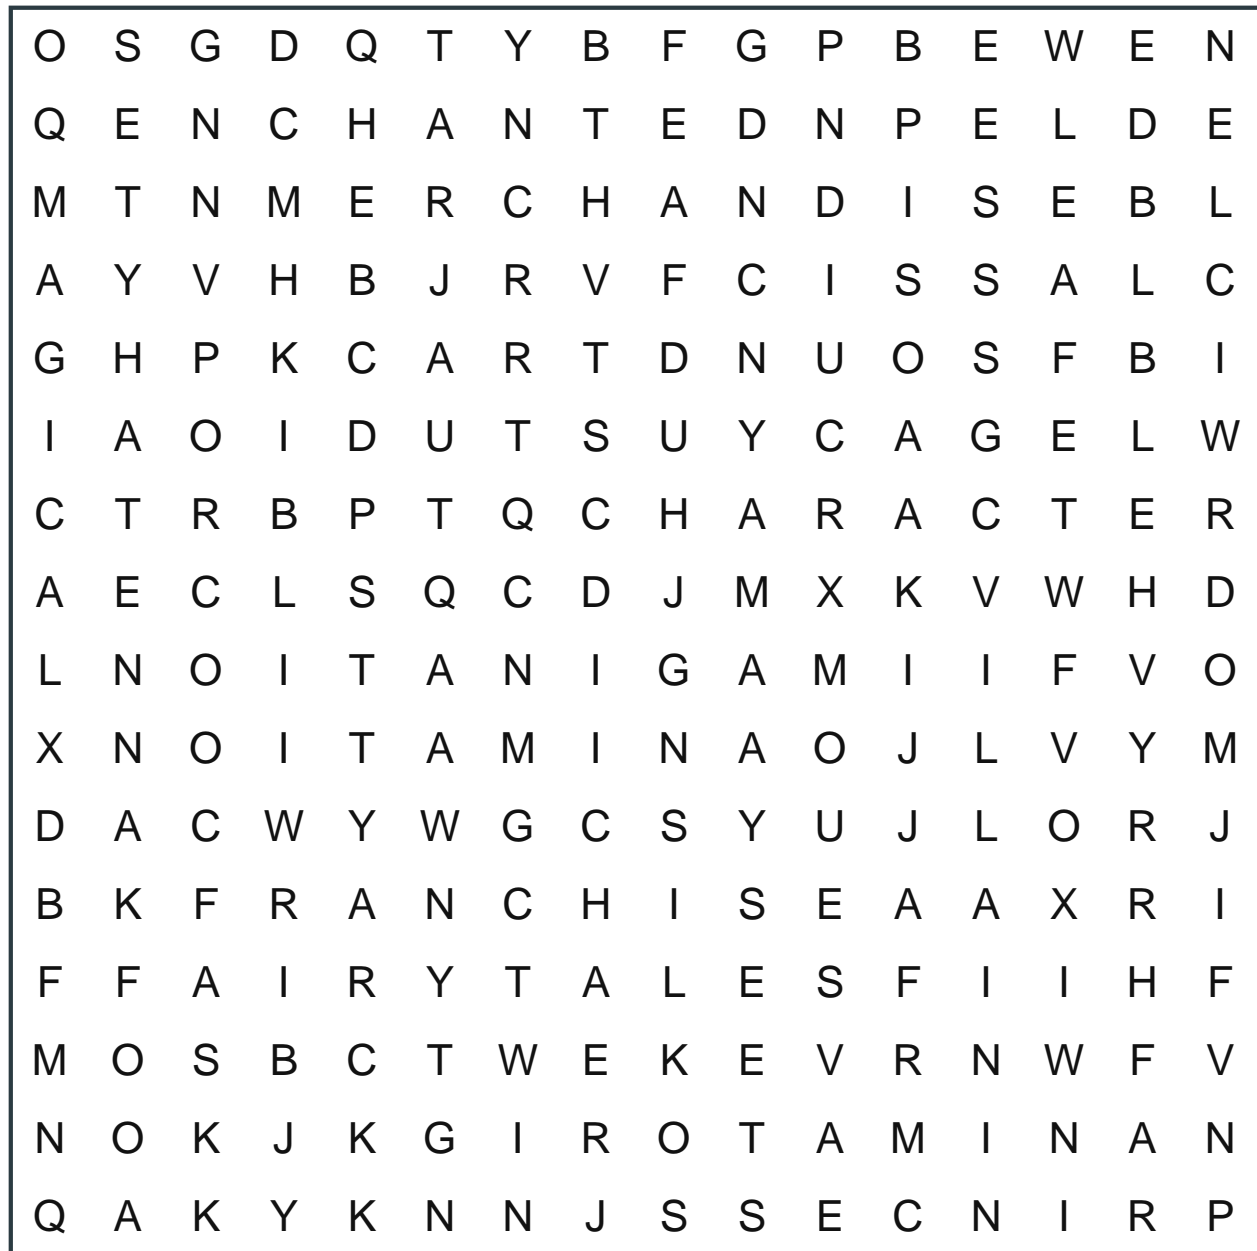 O S G D Q T Y B F G P B E W E N
Q E N C H A N T E D N P E L D E
M T N M E R C H A N D I S E B L
A Y V H B J R V F C I S S A L C
G H P K C A R T D N U O S F B I
I A O I D U T S U Y C A G E L W
C T R B P T Q C H A R A C T E R
A E C L S Q C D J M X K V W H D
L N O I T A N I G A M I I F V O
X N O I T A M I N A O J L V Y M
D A C W Y W G C S Y U J L O R J
B K F R A N C H I S E A A X R I
F F A I R Y T A L E S F I I H F
M O S B C T W E K E V R N W F V
N O K J K G I R O T A M I N A N
Q A K Y K N N J S S E C N I R P